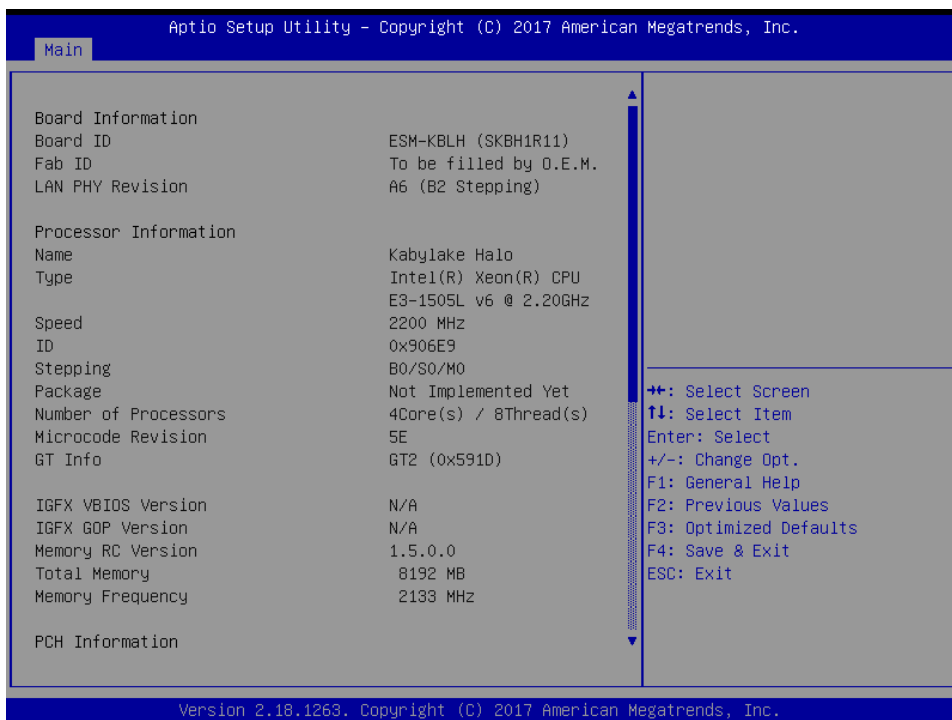 Aptio Setup Utility – Copyright (C) 2017 American Megatrends, Inc.
Main
Board Information
Board ID ESM-KBLH (SKBH1R11)
Fab ID To be filled by O.E.M.
LAN PHY Revision A6 (B2 Stepping)
Processor Information
Name Kabylake Halo
Type Intel(R) Xeon(R) CPU
E3-1505L v6 @ 2.20GHz
Speed 2200 MHz
ID 0x906E9
Stepping B0/S0/M0
Package Not Implemented Yet
Number of Processors 4Core(s) / 8Thread(s)
Microcode Revision 5E
GT Info GT2 (0x591D)
IGFX VBIOS Version N/A
IGFX GOP Version N/A
Memory RC Version 1.5.0.0
Total Memory 8192 MB
Memory Frequency 2133 MHz
PCH Information
→←: Select Screen
↑↓: Select Item
Enter: Select
+/-: Change Opt.
F1: General Help
F2: Previous Values
F3: Optimized Defaults
F4: Save & Exit
ESC: Exit
Version 2.18.1263. Copyright (C) 2017 American Megatrends, Inc.